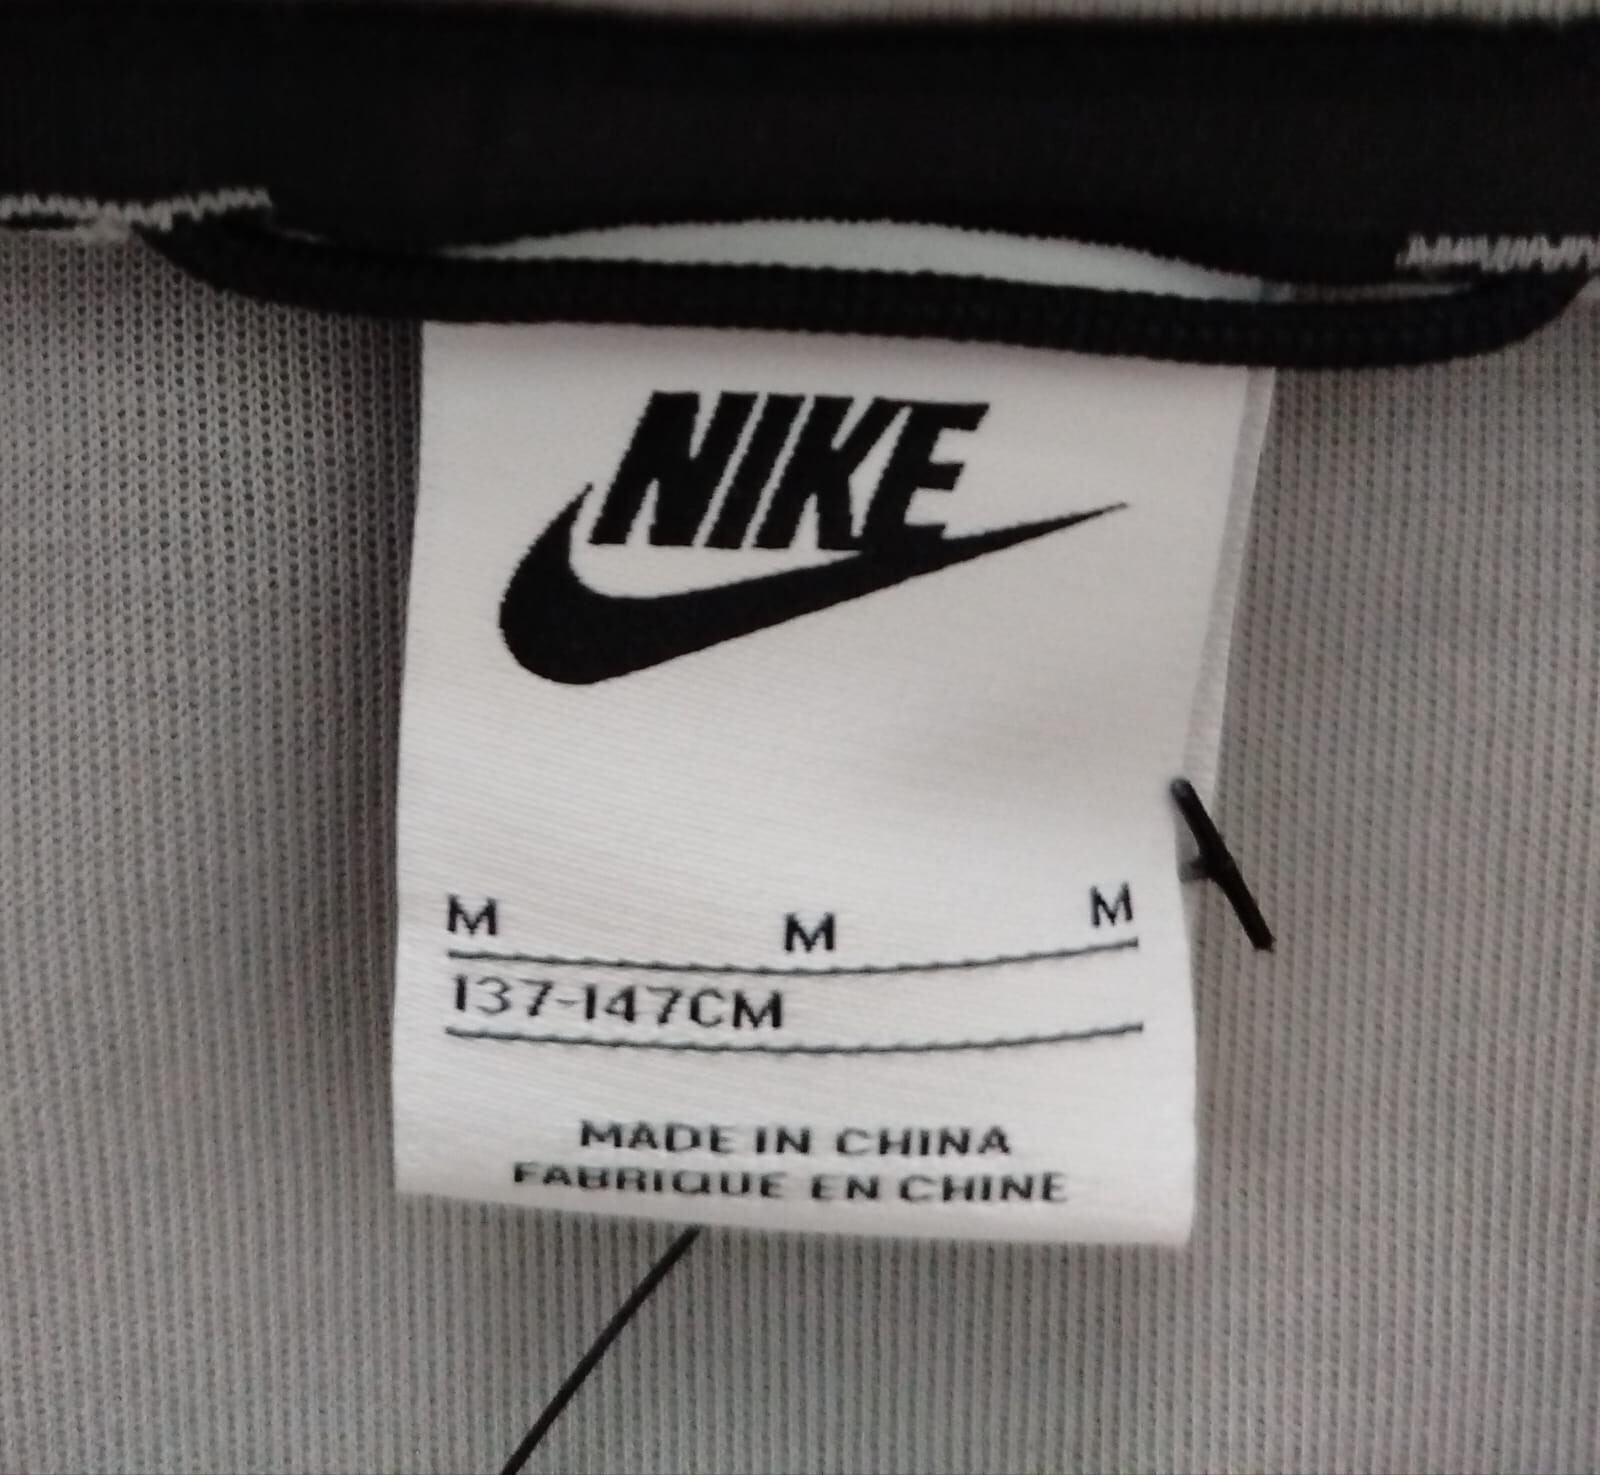 NIKE
M M M
137-147CM
MADE IN CHINA
FABRIQUE EN CHINE